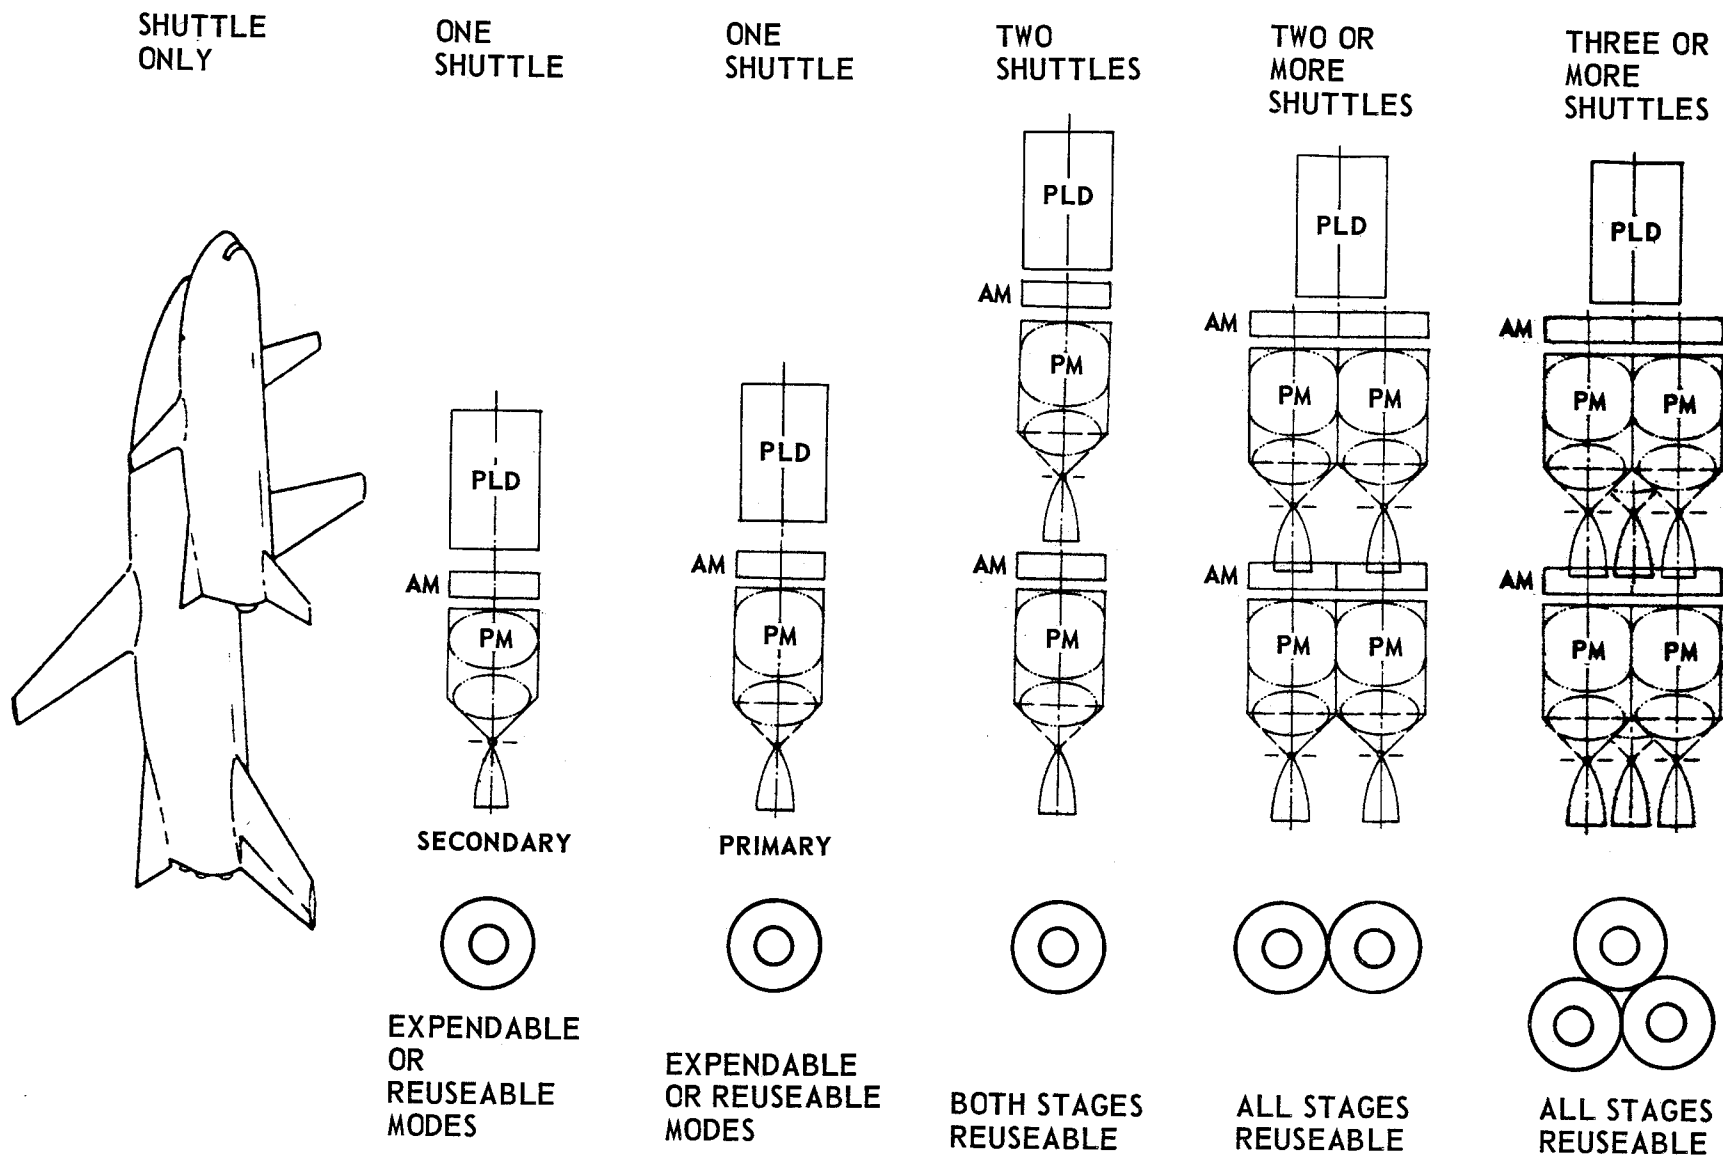 SHUTTLE
ONLY
ONE
SHUTTLE
ONE
SHUTTLE
TWO
SHUTTLES
TWO OR
MORE
SHUTTLES
THREE OR
MORE
SHUTTLES
PLD
AM
PM
SECONDARY
PLD
AM
PM
PRIMARY
PLD
AM
PM
AM
PM
PLD
AM
PM PM
AM
PM PM
PLD
AM
PM PM
AM
PM PM
EXPENDABLE
OR
REUSEABLE
MODES
EXPENDABLE
OR REUSEABLE
MODES
BOTH STAGES
REUSEABLE
ALL STAGES
REUSEABLE
ALL STAGES
REUSEABLE